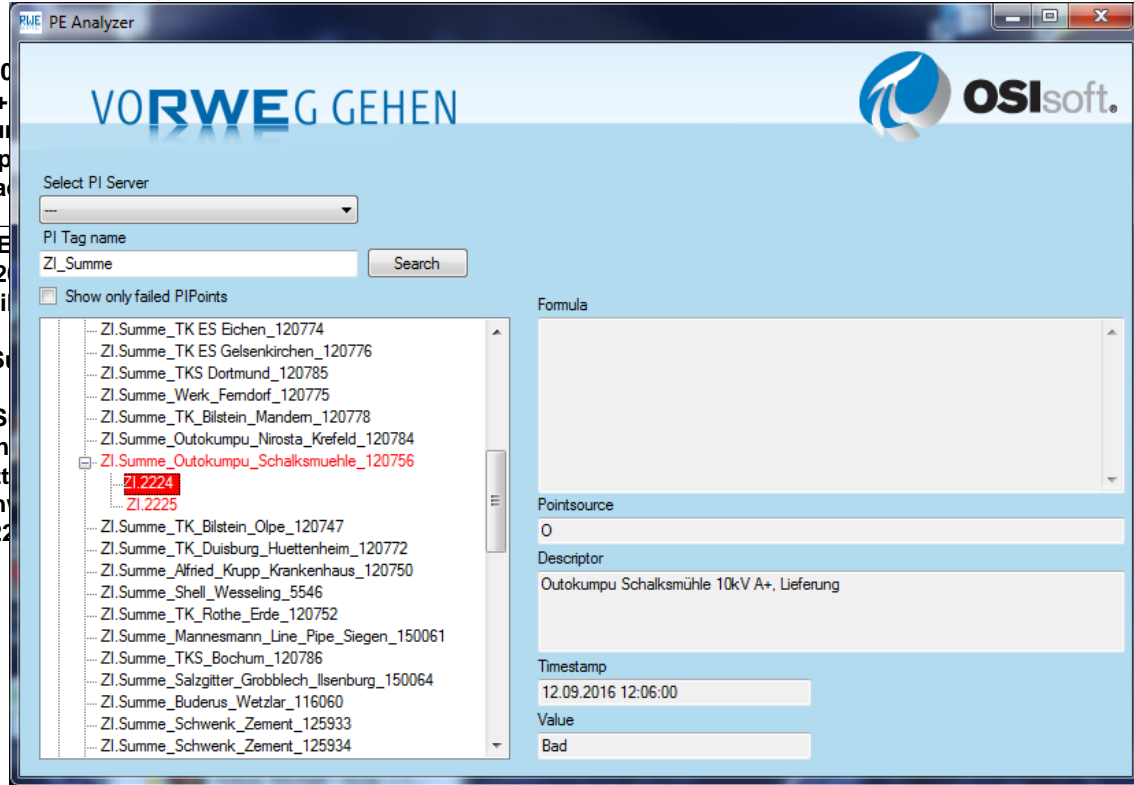 RWE PE Analyzer
VORWEG GEHEN
OSIsoft.
Select PI Server
---
PI Tag name
ZI_Summe
Search
Show only failed PIPoints
ZI.Summe_TK ES Eichen_120774
ZI.Summe_TK ES Gelsenkirchen_120776
ZI.Summe_TKS Dortmund_120785
ZI.Summe_Werk_Ferndorf_120775
ZI.Summe_TK_Bilstein_Mandern_120778
ZI.Summe_Outokumpu_Nirosta_Krefeld_120784
ZI.Summe_Outokumpu_Schalksmuehle_120756
ZI.2224
ZI.2225
ZI.Summe_TK_Bilstein_Olpe_120747
ZI.Summe_TK_Duisburg_Huettenheim_120772
ZI.Summe_Alfried_Krupp_Krankenhaus_120750
ZI.Summe_Shell_Wesseling_5546
ZI.Summe_TK_Rothe_Erde_120752
ZI.Summe_Mannesmann_Line_Pipe_Siegen_150061
ZI.Summe_TKS_Bochum_120786
ZI.Summe_Salzgitter_Grobblech_Ilsenburg_150064
ZI.Summe_Buderus_Wetzlar_116060
ZI.Summe_Schwenk_Zement_125933
ZI.Summe_Schwenk_Zement_125934
Formula
Pointsource
O
Descriptor
Outokumpu Schalksmühle 10kV A+, Lieferung
Timestamp
12.09.2016 12:06:00
Value
Bad